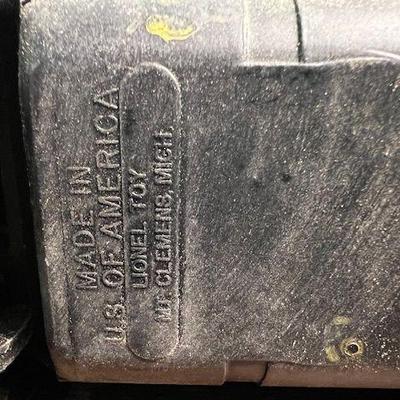 MADE IN
U.S. OF AMERICA
LIONEL TOY
MT. CLEMENS, MICH.